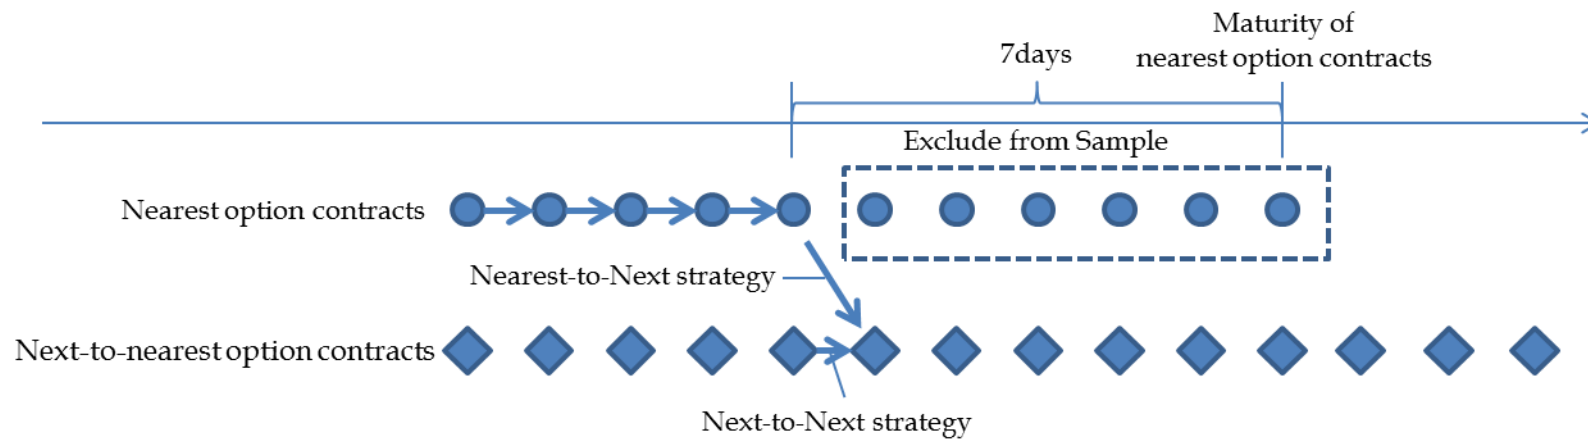 Maturity of
nearest option contracts
7days
Exclude from Sample
Nearest option contracts
Nearest-to-Next strategy
Next-to-nearest option contracts
Next-to-Next strategy